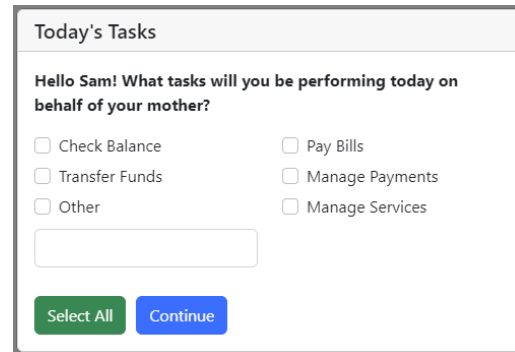 Today's Tasks
Hello Sam! What tasks will you be performing today on
behalf of your mother?
Check Balance
Pay Bills
Transfer Funds
Manage Payments
Other
Manage Services
Select All
Continue